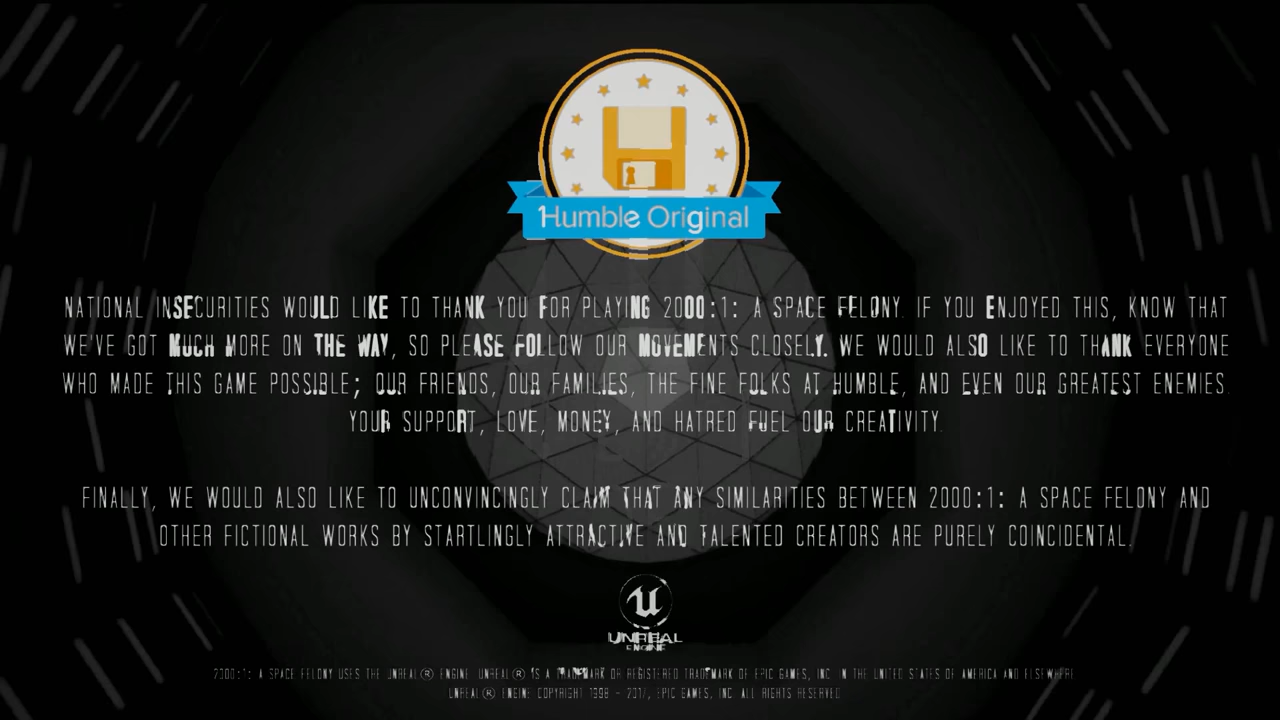 Humble Original
NATIONAL INSECURITIES WOULD LIKE TO THANK YOU FOR PLAYING 2000:1: A SPACE FELONY. IF YOU ENJOYED THIS, KNOW THAT
WE'VE GOT MUCH MORE ON THE WAY, SO PLEASE FOLLOW OUR MOVEMENTS CLOSELY. WE WOULD ALSO LIKE TO THANK EVERYONE
WHO MADE THIS GAME POSSIBLE; OUR FRIENDS, OUR FAMILIES, THE FINE FOLKS AT HUMBLE, AND EVEN OUR GREATEST ENEMIES.
YOUR SUPPORT, LOVE, MONEY, AND HATRED FUEL OUR CREATIVITY.
FINALLY, WE WOULD ALSO LIKE TO UNCONVINCINGLY CLAIM THAT ANY SIMILARITIES BETWEEN 2000:1: A SPACE FELONY AND
OTHER FICTIONAL WORKS BY STARTLINGLY ATTRACTIVE AND TALENTED CREATORS ARE PURELY COINCIDENTAL.
UNREAL
ENGINE
2000:1: A SPACE FELONY USES THE UNREAL® ENGINE. UNREAL® IS A TRADEMARK OR REGISTERED TRADEMARK OF EPIC GAMES, INC. IN THE UNITED STATES OF AMERICA AND ELSEWHERE.
UNREAL® ENGINE, COPYRIGHT 1998 - 2017, EPIC GAMES, INC. ALL RIGHTS RESERVED.